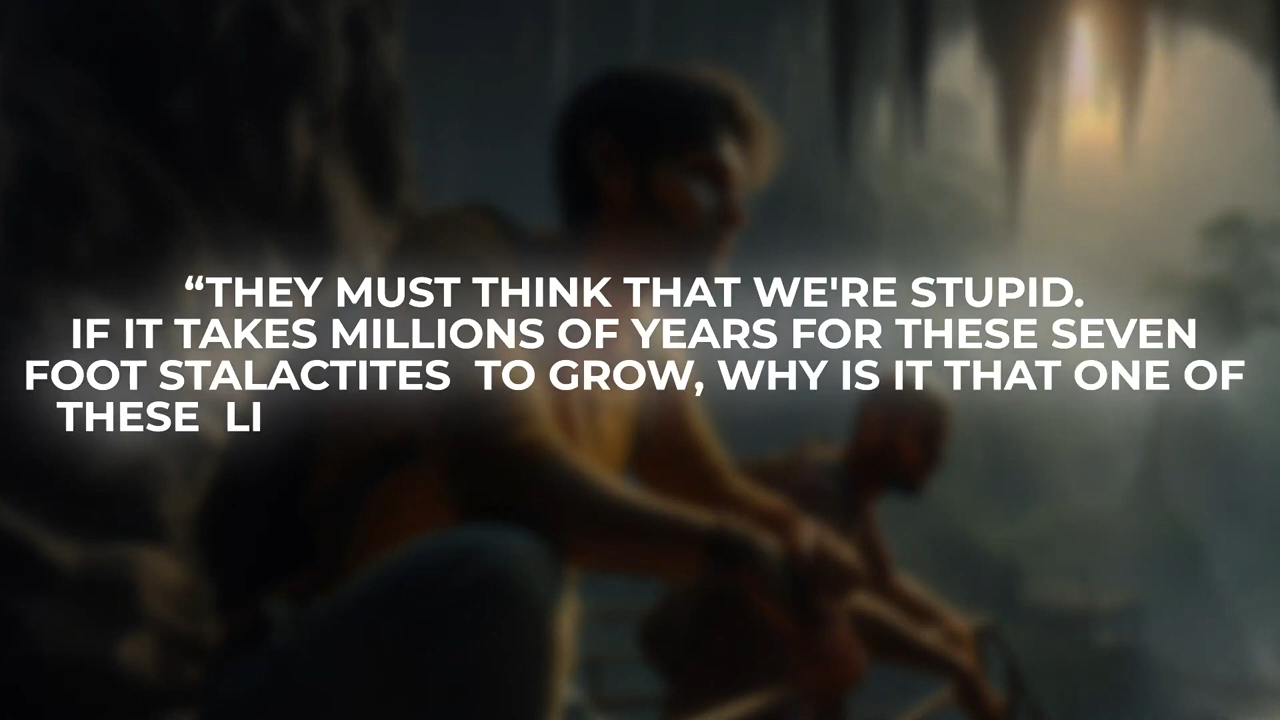 “THEY MUST THINK THAT WE'RE STUPID.
IF IT TAKES MILLIONS OF YEARS FOR THESE SEVEN
FOOT STALACTITES TO GROW, WHY IS IT THAT ONE OF
THESE LI